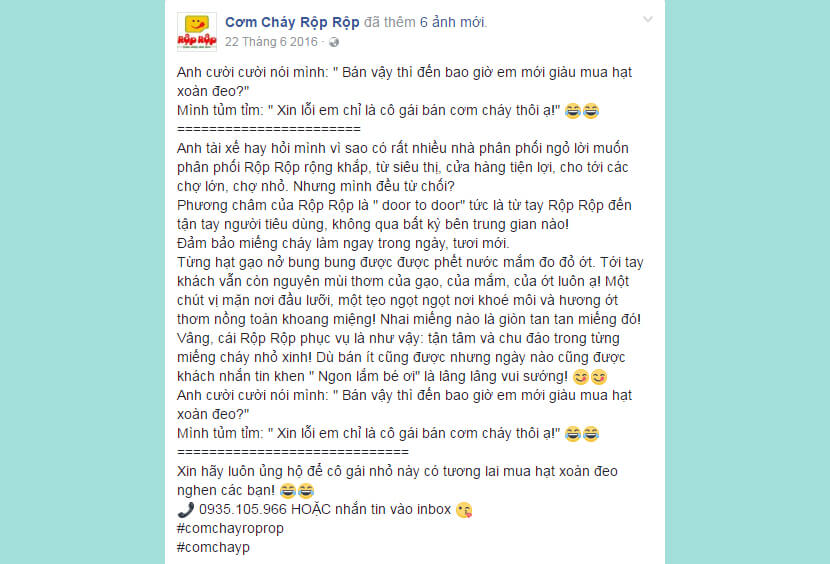 Cơm Cháy Rộp Rộp đã thêm 6 ảnh mới.
RộP RộP
22 Tháng 6 2016 ·
Anh cười cười nói mình: " Bán vậy thì đến bao giờ em mới giàu mua hạt
xoàn đeo?"
Mình tủm tỉm: " Xin lỗi em chỉ là cô gái bán cơm cháy thôi ạ!" 😂😂
=======================
Anh tài xế hay hỏi mình vì sao có rất nhiều nhà phân phối ngỏ lời muốn
phân phối Rộp Rộp rộng khắp, từ siêu thị, cửa hàng tiện lợi, cho tới các
chợ lớn, chợ nhỏ. Nhưng mình đều từ chối?
Phương châm của Rộp Rộp là " door to door" tức là từ tay Rộp Rộp đến
tận tay người tiêu dùng, không qua bất kỳ bên trung gian nào!
Đảm bảo miếng cháy làm ngay trong ngày, tươi mới.
Từng hạt gạo nở bung bung được được phết nước mắm đo đỏ ớt. Tới tay
khách vẫn còn nguyên mùi thơm của gạo, của mắm, của ớt luôn ạ! Một
chút vị mặn nơi đầu lưỡi, một tẹo ngọt ngọt nơi khoé môi và hương ớt
thơm nồng toàn khoang miệng! Nhai miếng nào là giòn tan tan miếng đó!
Vâng, cái Rộp Rộp phục vụ là như vậy: tận tâm và chu đáo trong từng
miếng cháy nhỏ xinh! Dù bán ít cũng được nhưng ngày nào cũng được
khách nhắn tin khen " Ngon lắm bé ơi" là lâng lâng vui sướng! 😋😋
Anh cười cười nói mình: " Bán vậy thì đến bao giờ em mới giàu mua hạt
xoàn đeo?"
Mình tủm tỉm: " Xin lỗi em chỉ là cô gái bán cơm cháy thôi ạ!" 😂😂
=============================
Xin hãy luôn ủng hộ để cô gái nhỏ này có tương lai mua hạt xoàn đeo
nghen các bạn! 😂😂
📞 0935.105.966 HOẶC nhắn tin vào inbox 😘
#comchayroprop
#comchayp